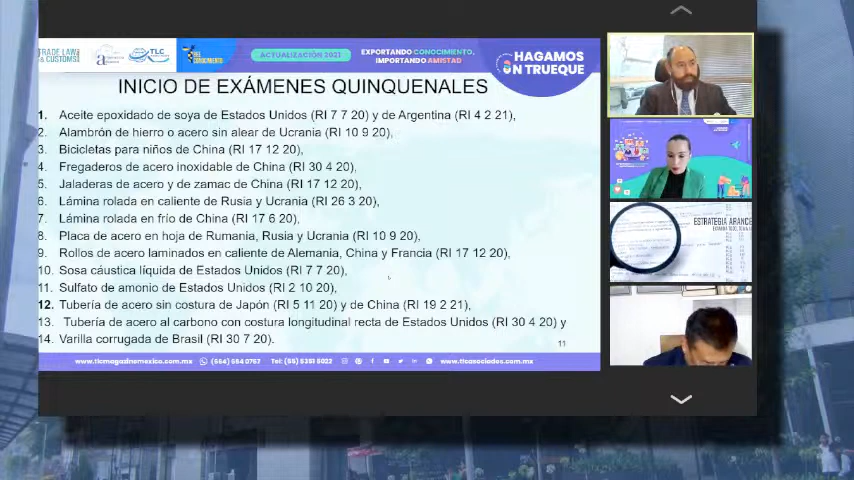 TRADE LAW
& CUSTOMS
TLC
DEL
CONOCIMIENTO
ACTUALIZACIÓN 2021
EXPORTANDO CONOCIMIENTO,
IMPORTANDO AMISTAD
HAGAMOS
UN TRUEQUE
INICIO DE EXÁMENES QUINQUENALES
1. Aceite epoxidado de soya de Estados Unidos (RI 7 7 20) y de Argentina (RI 4 2 21),
2. Alambrón de hierro o acero sin alear de Ucrania (RI 10 9 20),
3. Bicicletas para niños de China (RI 17 12 20),
4. Fregaderos de acero inoxidable de China (RI 30 4 20),
5. Jaladeras de acero y de zamac de China (RI 17 12 20),
6. Lámina rolada en caliente de Rusia y Ucrania (RI 26 3 20),
7. Lámina rolada en frío de China (RI 17 6 20),
8. Placa de acero en hoja de Rumania, Rusia y Ucrania (RI 10 9 20),
9. Rollos de acero laminados en caliente de Alemania, China y Francia (RI 17 12 20),
10. Sosa cáustica líquida de Estados Unidos (RI 7 7 20),
11. Sulfato de amonio de Estados Unidos (RI 2 10 20),
12. Tubería de acero sin costura de Japón (RI 5 11 20) y de China (RI 19 2 21),
13. Tubería de acero al carbono con costura longitudinal recta de Estados Unidos (RI 30 4 20) y
14. Varilla corrugada de Brasil (RI 30 7 20).
11
www.tlcmagazinemexico.com.mx
Tel: (55) 5351 8022
www.tlcasociados.com.mx
ESTRATEGIA ARANCE